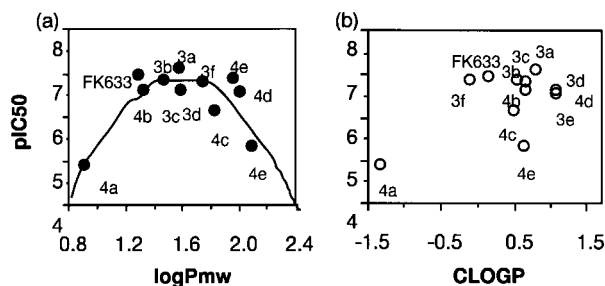 (a)
8
7
6
5
4
pIC50
FK633
3b
3a
3f
4e
4d
4b
3c
3d
4c
4e
4a
0.8 1.2 1.6 2.0 2.4
logPmw
(b)
8
7
6
5
4
FK633
3b
3c
3a
3f
4b
3d
4d
3e
4c
4e
4a
-1.5 -0.5 0.5 1.5
CLOGP